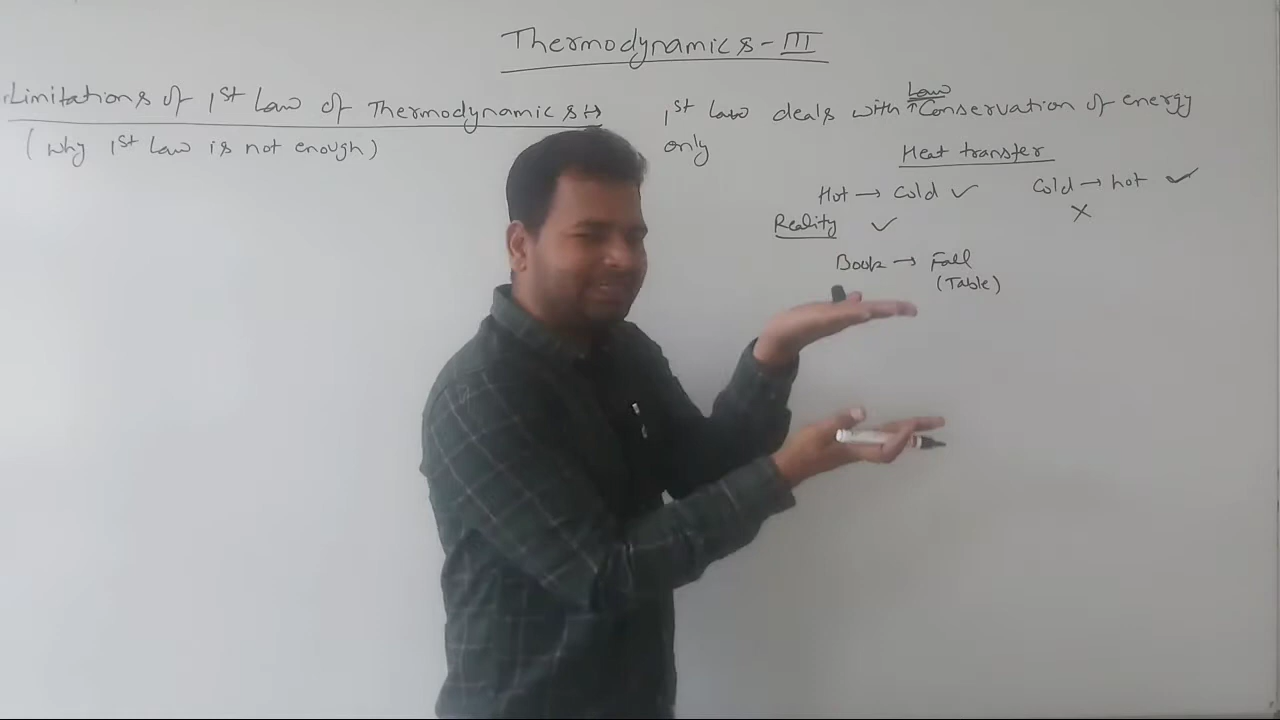 Thermodynamics - III
Limitations of 1st Law of Thermodynamics ↦
(why 1st Law is not enough)
1st law deals with ↑ Conservation of energy
Law
only
Heat transfer
Hot → Cold ✓ Cold → hot ✓
✗
Reality ✓
Book → Fall
(Table)